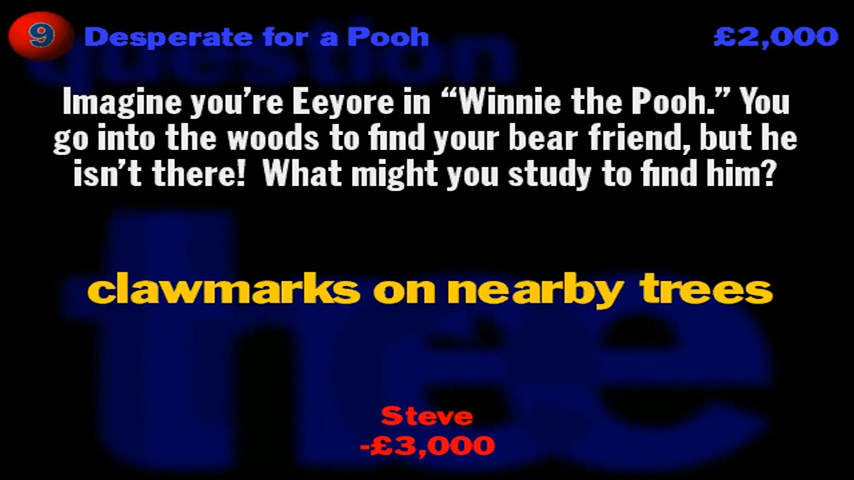 9 Desperate for a Pooh £2,000
question
Imagine you're Eeyore in “Winnie the Pooh.” You
go into the woods to find your bear friend, but he
isn't there! What might you study to find him?
three
clawmarks on nearby trees
Steve
-£3,000